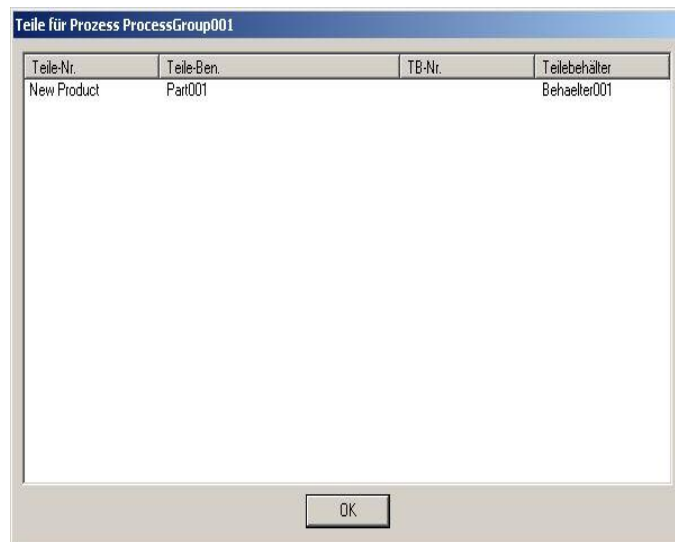 Teile für Prozess ProcessGroup001
Teile-Nr. Teile-Ben. TB-Nr. Teilebehälter
New Product Part001 Behaelter001
OK